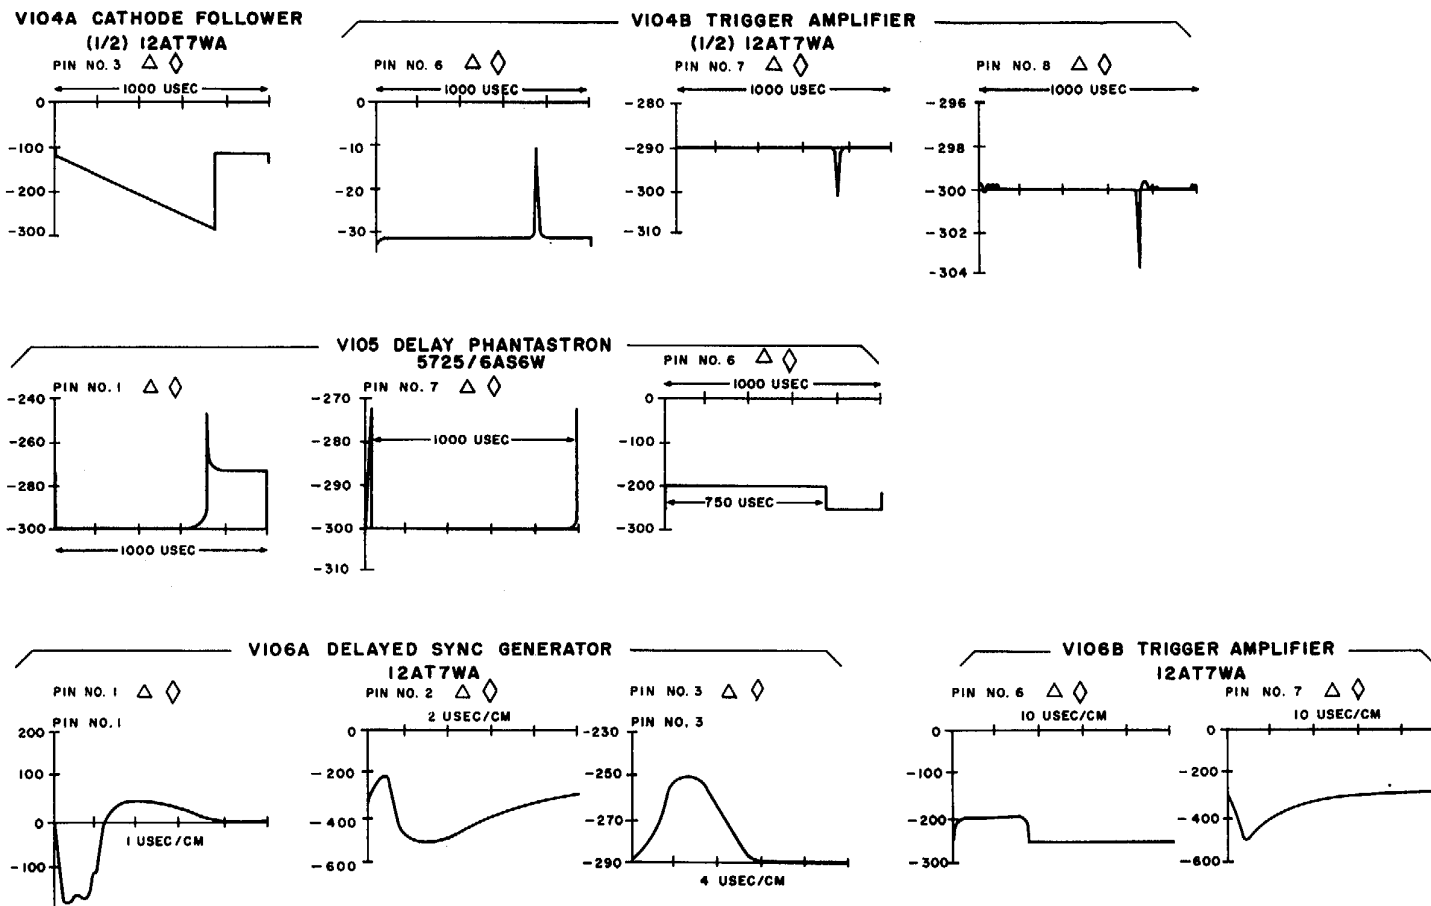 V104A CATHODE FOLLOWER
(1/2) 12AT7WA
V104B TRIGGER AMPLIFIER
(1/2) 12AT7WA
PIN NO. 3
1000 USEC
0
-100
-200
-300
PIN NO. 6
1000 USEC
0
-10
-20
-30
PIN NO. 7
1000 USEC
-280
-290
-300
-310
PIN NO. 8
1000 USEC
-296
-298
-300
-302
-304
V105 DELAY PHANTASTRON
5725/6AS6W
PIN NO. 1
-240
-260
-280
-300
1000 USEC
PIN NO. 7
-270
-280
-290
-300
-310
1000 USEC
PIN NO. 6
1000 USEC
0
-100
-200
-300
750 USEC
V106A DELAYED SYNC GENERATOR
12AT7WA
PIN NO. 1
PIN NO. 1
200
100
0
-100
1 USEC/CM
PIN NO. 2
2 USEC/CM
0
-200
-400
-600
PIN NO. 3
PIN NO. 3
-230
-250
-270
-290
4 USEC/CM
V106B TRIGGER AMPLIFIER
12AT7WA
PIN NO. 6
10 USEC/CM
0
-100
-200
-300
PIN NO. 7
10 USEC/CM
0
-200
-400
-600